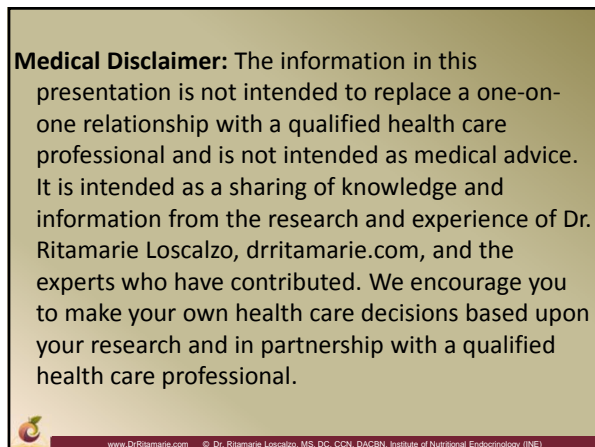 Medical Disclaimer: The information in this
presentation is not intended to replace a one-on-
one relationship with a qualified health care
professional and is not intended as medical advice.
It is intended as a sharing of knowledge and
information from the research and experience of Dr.
Ritamarie Loscalzo, drritamarie.com, and the
experts who have contributed. We encourage you
to make your own health care decisions based upon
your research and in partnership with a qualified
health care professional.
www.DrRitamarie.com © Dr. Ritamarie Loscalzo, MS, DC, CCN, DACBN, Institute of Nutritional Endocrinology (INE)